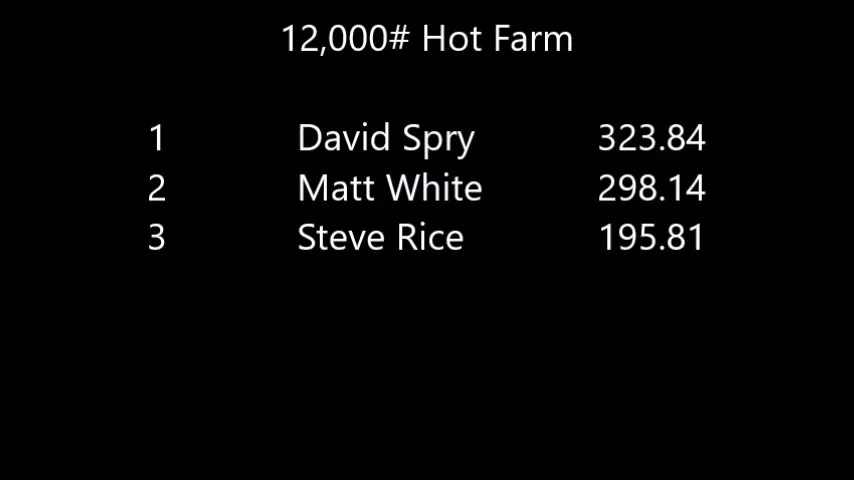 12,000# Hot Farm
1 David Spry 323.84
2 Matt White 298.14
3 Steve Rice 195.81